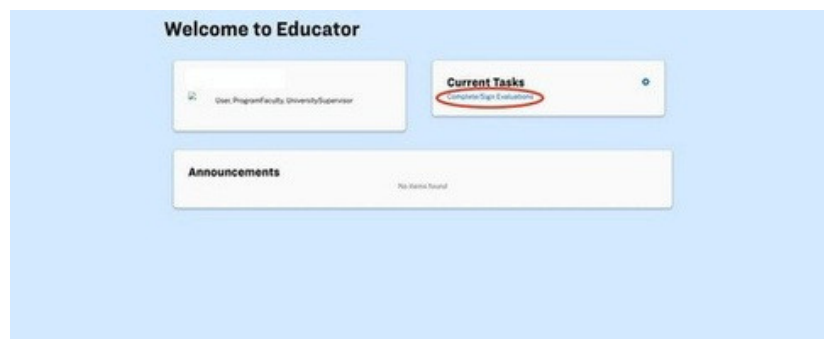 Welcome to Educator
User, ProgramFaculty, UniversitySupervisor
Current Tasks
Complete/Sign Evaluations
Announcements
No items found